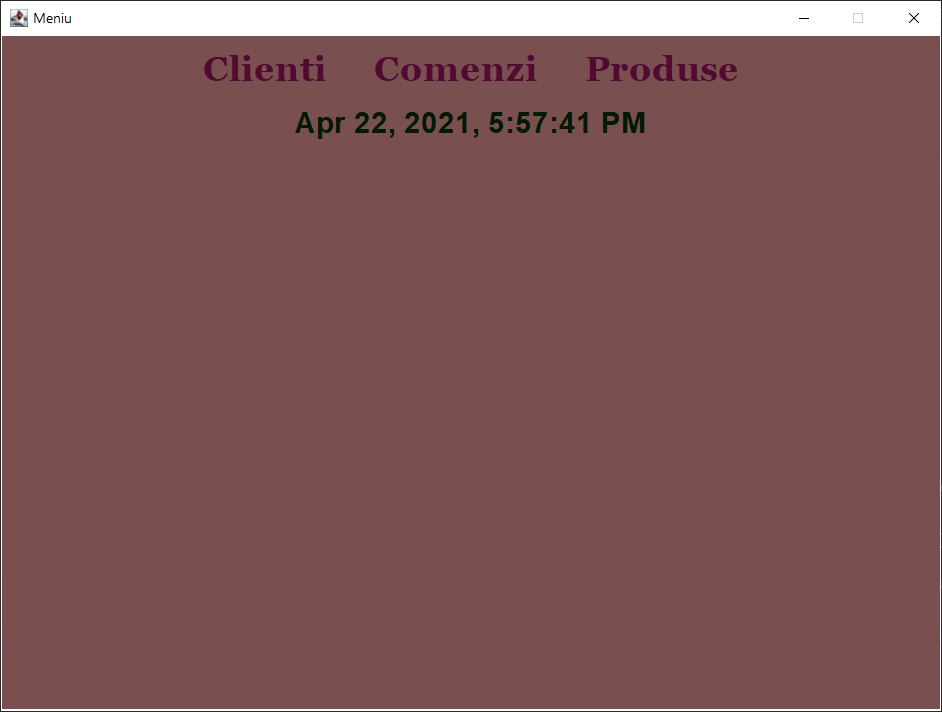 Meniu
Clienti Comenzi Produse
Apr 22, 2021, 5:57:41 PM